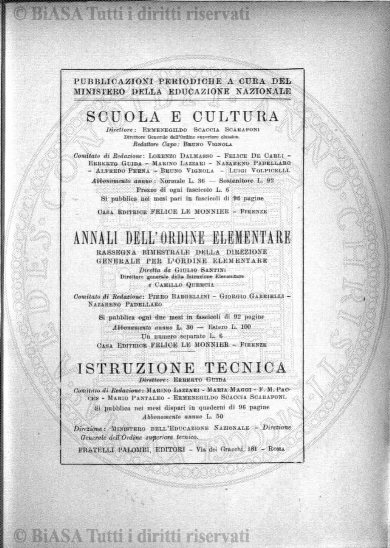 © BiASA Tutti i diritti riservati
PUBBLICAZIONI PERIODICHE A CURA DEL
MINISTERO DELLA EDUCAZIONE NAZIONALE
SCUOLA E CULTURA
Direttore: ERMENEGILDO SCACCIA SCARAFONI
Direttore Generale dell'Ordine superiore classico.
Redattore Capo: BRUNO VIGNOLA
Comitato di Redazione: LORENZO DALMASSO - FELICE DE CARLI -
ERBERTO GUIDA - MARINO LAZZARI - NAZARENO PADELLARO
- ALFREDO PERNA - BRUNO VIGNOLA - LUIGI VOLPICELLI.
Abbonamento annuo: Normale L. 30 - Sostenitore L. 92
Prezzo di ogni fascicolo L. 6
Si pubblica nei mesi pari in fascicoli di 96 pagine
CASA EDITRICE FELICE LE MONNIER - FIRENZE
ANNALI DELL'ORDINE ELEMENTARE
RASSEGNA BIMESTRALE DELLA DIREZIONE
GENERALE PER L'ORDINE ELEMENTARE
Diretta da GIULIO SANTINI
Direttore generale della Istruzione Elementare
e CAMILLO QUERCIA
Comitato di Redazione: PIERO BARGELLINI - GIORGIO GABRIELLI -
NAZARENO PADELLARO
Si pubblica ogni due mesi in fascicoli di 92 pagine
Abbonamento annuo L. 30 - Estero L. 100
Un numero separato L. 6
CASA EDITRICE FELICE LE MONNIER - FIRENZE
ISTRUZIONE TECNICA
Direttore: ERBERTO GUIDA
Comitato di Redazione: MARINO LAZZARI - MARIA MAGGI - F. M. PAC-
CES - MARIO PANTALEO - ERMENEGILDO SCACCIA SCARAFONI.
Si pubblica nei mesi dispari in quaderni di 96 pagine
Abbonamento annuo L. 50
Direzione: MINISTERO DELL'EDUCAZIONE NAZIONALE - Direzione
Generale dell'Ordine superiore tecnico.
FRATELLI PALOMBI, EDITORI - Via dei Gracchi, 181 - ROMA
© BiASA Tutti i diritti riservati